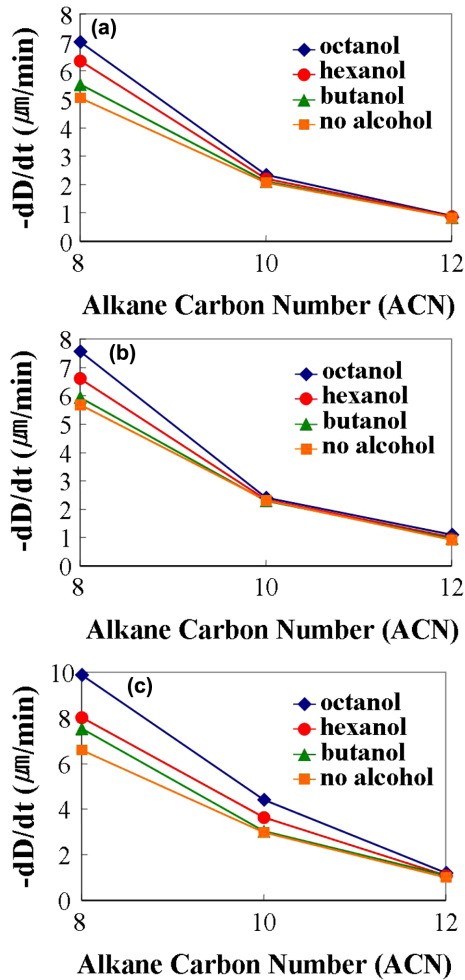 (a)
-dD/dt (㎛/min)
8
7
6
5
4
3
2
1
0
octanol
hexanol
butanol
no alcohol
8 10 12
Alkane Carbon Number (ACN)
(b)
-dD/dt (㎛/min)
8
7
6
5
4
3
2
1
0
octanol
hexanol
butanol
no alcohol
8 10 12
Alkane Carbon Number (ACN)
(c)
-dD/dt (㎛/min)
10
8
6
4
2
0
octanol
hexanol
butanol
no alcohol
8 10 12
Alkane Carbon Number (ACN)